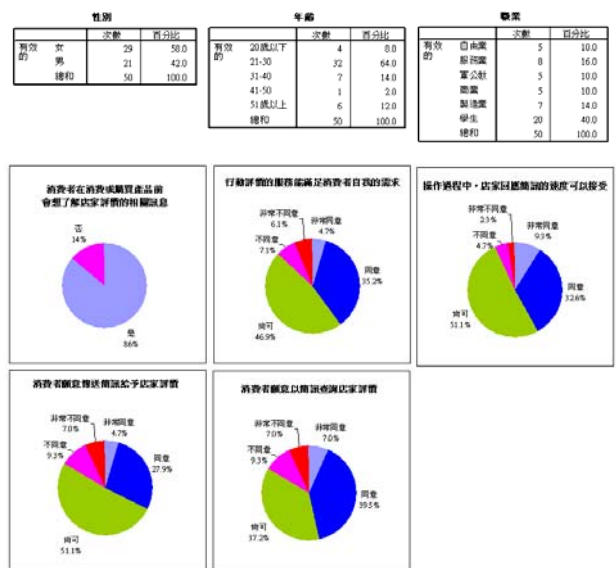 性別
次數 百分比
有效的 女 29 58.0
男 21 42.0
總和 50 100.0
年齡
次數 百分比
有效的 20歲以下 4 8.0
21-30 32 64.0
31-40 7 14.0
41-50 1 2.0
51歲以上 6 12.0
總和 50 100.0
職業
次數 百分比
有效的 自由業 5 10.0
服務業 8 16.0
軍公教 5 10.0
商業 5 10.0
製造業 7 14.0
學生 20 40.0
總和 50 100.0
消費者在消費或購買產品前
會想了解店家評價的相關訊息
否
14%
是
86%
行動評價的服務能滿足消費者自我的需求
非常不同意
6.1%
非常同意
4.7%
不同意
7.1%
同意
35.2%
尚可
46.9%
操作過程中，店家回應簡訊的速度可以接受
非常不同意
2.3%
非常同意
9.3%
不同意
4.7%
同意
32.6%
尚可
51.1%
消費者願意傳送簡訊給予店家評價
非常不同意
7.0%
非常同意
4.7%
不同意
9.3%
同意
27.9%
尚可
51.1%
消費者願意以簡訊查詢店家評價
非常不同意
7.0%
非常同意
7.0%
不同意
9.3%
同意
39.5%
尚可
37.2%